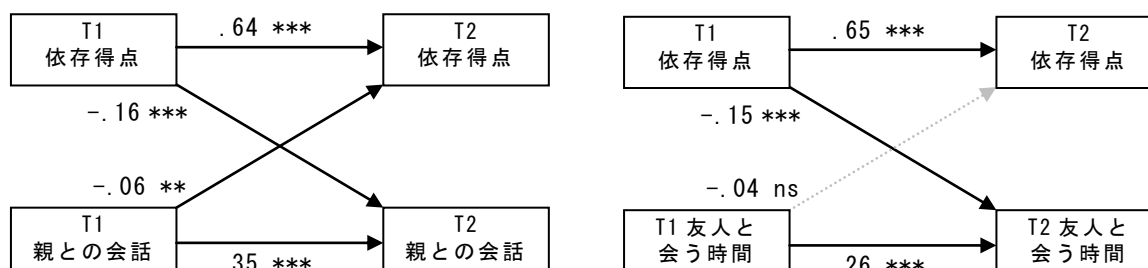 T1
依存得点
.64 ***
T2
依存得点
-.16 ***
-.06 **
T1
親との会話
.35 ***
T2
親との会話
T1
依存得点
.65 ***
T2
依存得点
-.15 ***
-.04 ns
T1 友人と
会う時間
.26 ***
T2 友人と
会う時間